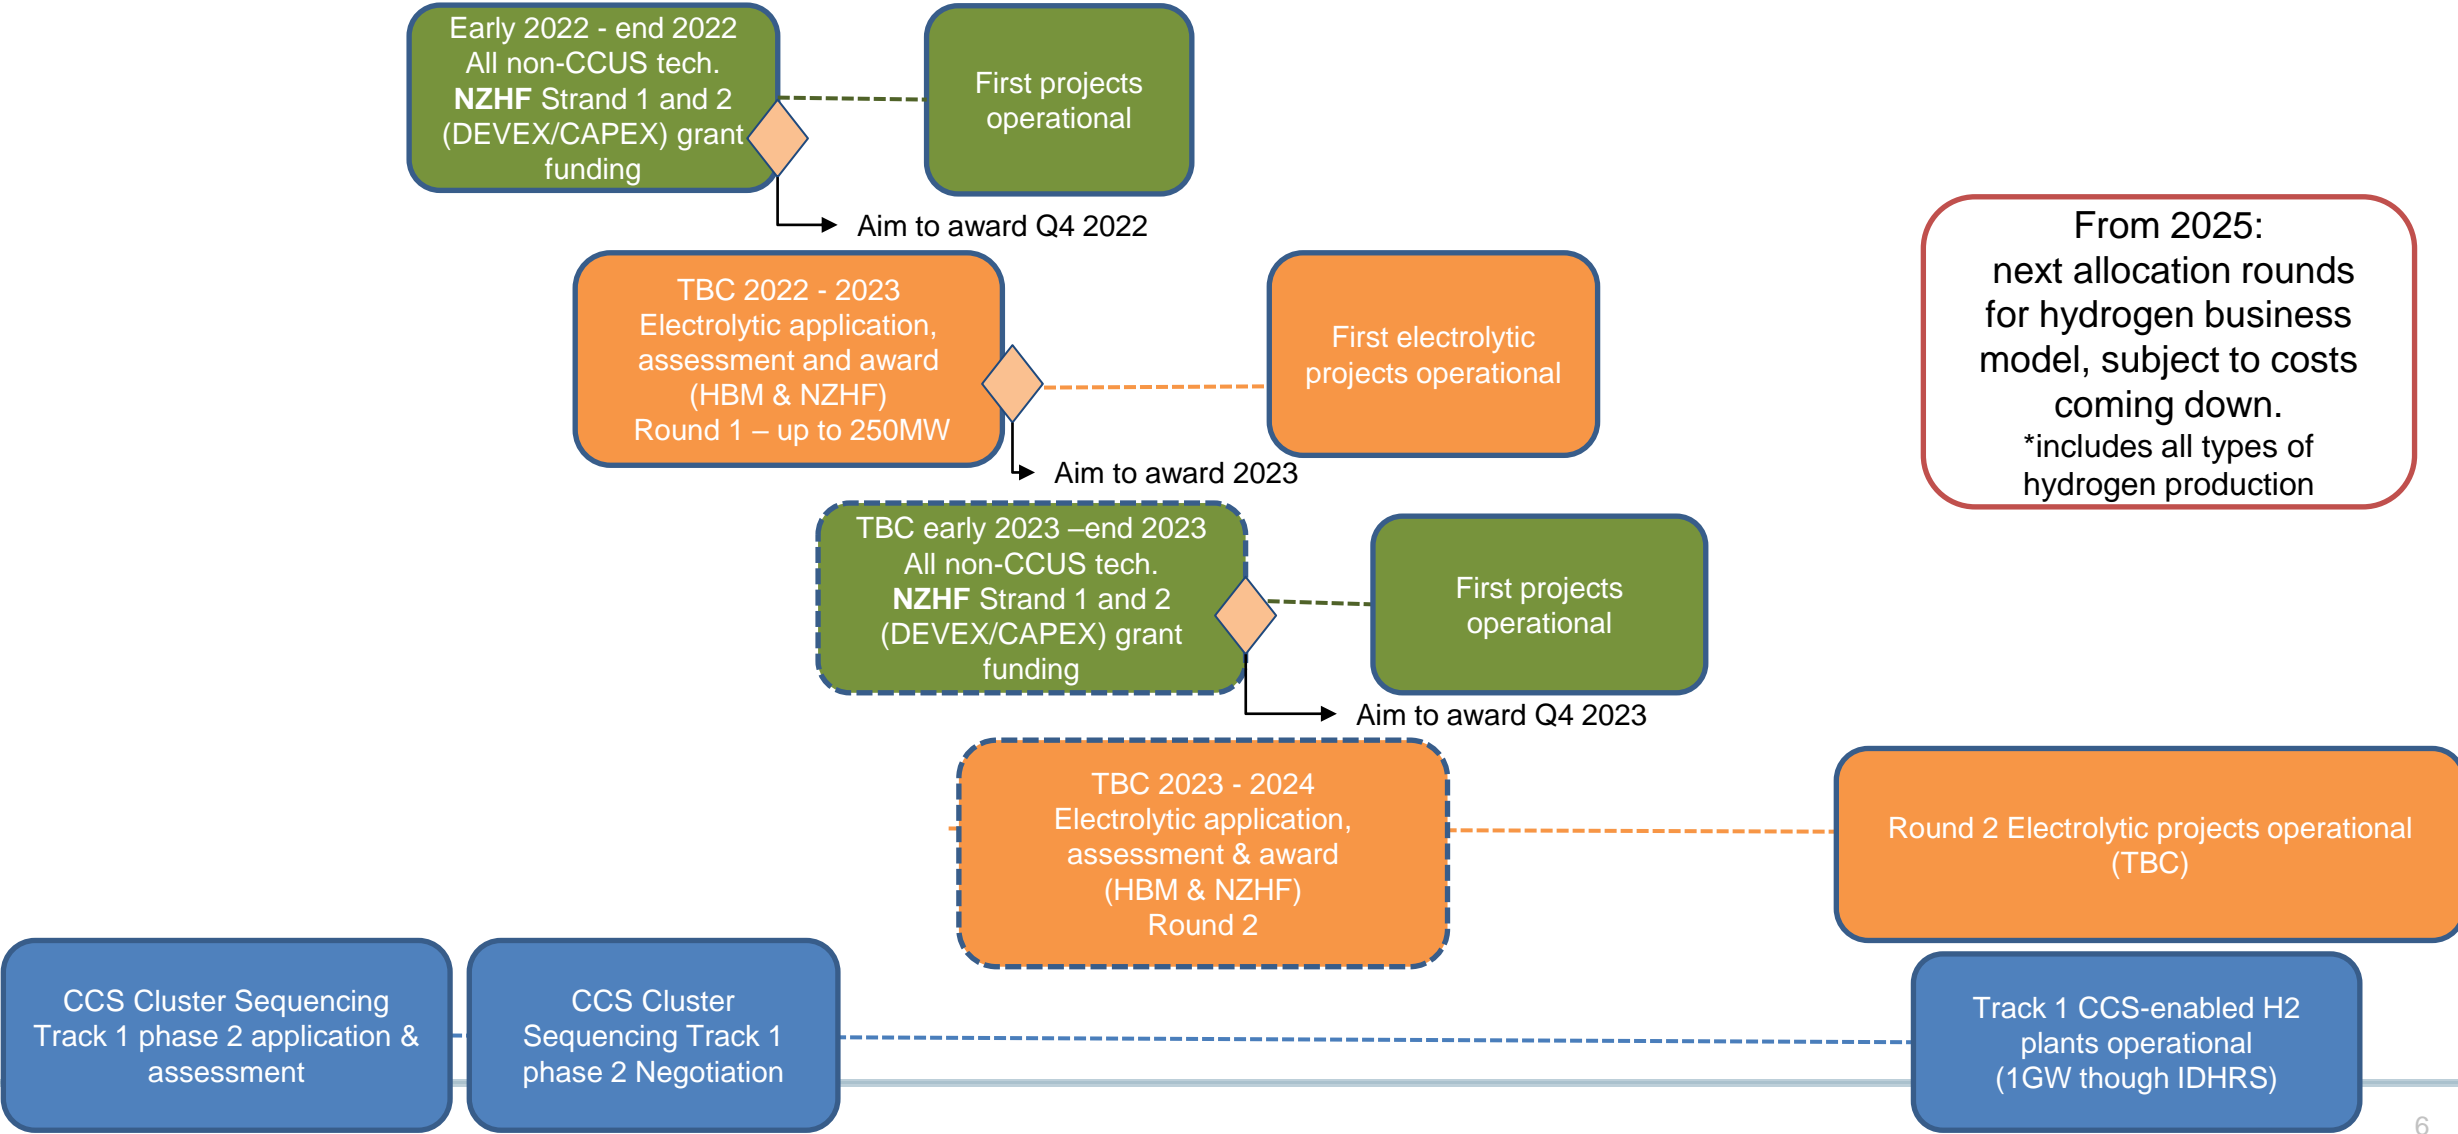 Early 2022 - end 2022
All non-CCUS tech.
NZHF Strand 1 and 2
(DEVEX/CAPEX) grant
funding
First projects
operational
Aim to award Q4 2022
TBC 2022 - 2023
Electrolytic application,
assessment and award
(HBM & NZHF)
Round 1 – up to 250MW
First electrolytic
projects operational
Aim to award 2023
From 2025:
next allocation rounds
for hydrogen business
model, subject to costs
coming down.
*includes all types of
hydrogen production
TBC early 2023 –end 2023
All non-CCUS tech.
NZHF Strand 1 and 2
(DEVEX/CAPEX) grant
funding
First projects
operational
Aim to award Q4 2023
TBC 2023 - 2024
Electrolytic application,
assessment & award
(HBM & NZHF)
Round 2
Round 2 Electrolytic projects operational
(TBC)
CCS Cluster Sequencing
Track 1 phase 2 application &
assessment
CCS Cluster
Sequencing Track 1
phase 2 Negotiation
Track 1 CCS-enabled H2
plants operational
(1GW though IDHRS)
6